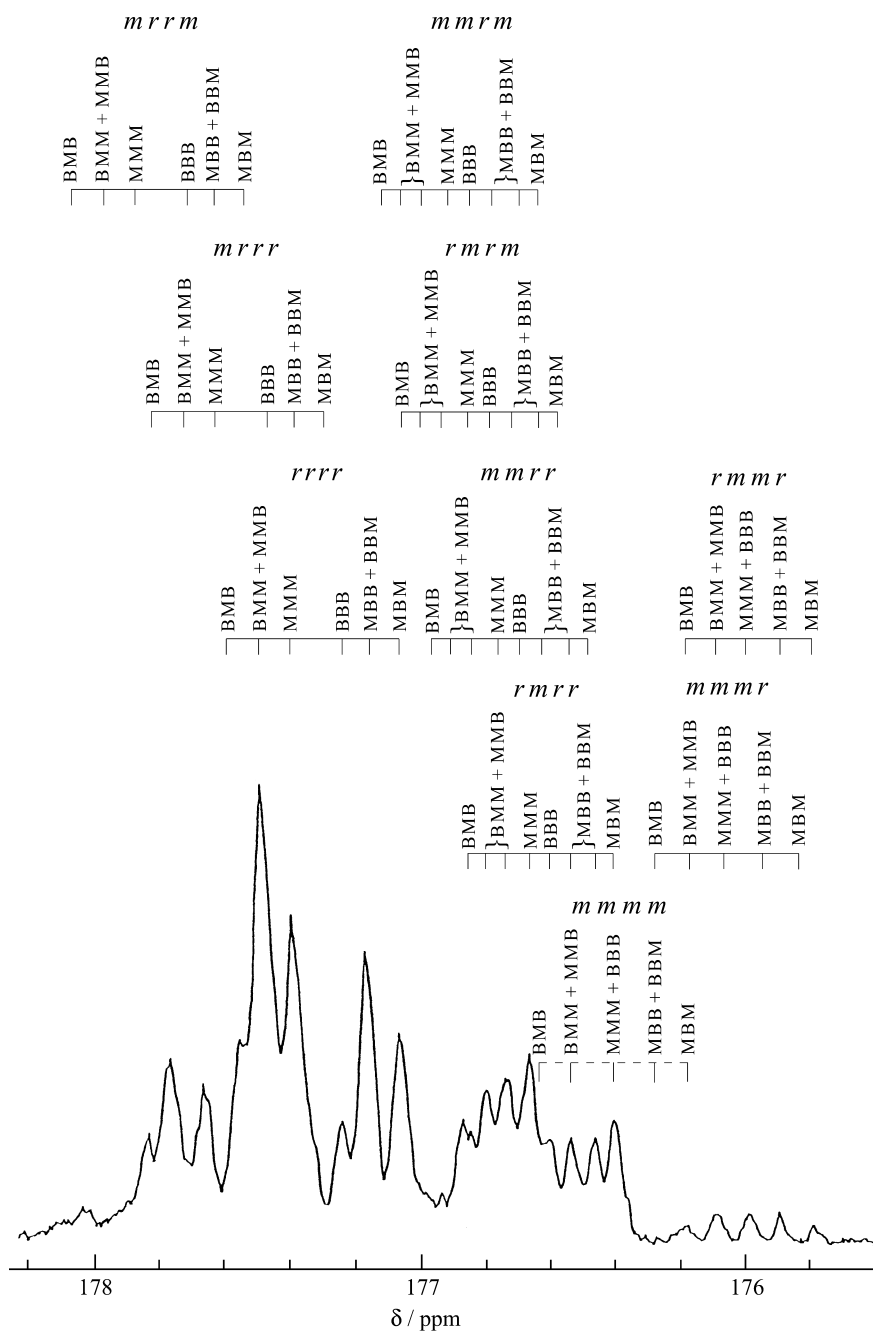 m r r m
m m r m
BMB
BMM + MMB
MMM
BBB
MBB + BBM
MBM
BMB
}BMM + MMB
MMM
BBB
}MBB + BBM
MBM
m r r r
r m r m
BMB
BMM + MMB
MMM
BBB
MBB + BBM
MBM
BMB
}BMM + MMB
MMM
BBB
}MBB + BBM
MBM
r r r r
m m r r
r m m r
BMB
BMM + MMB
MMM
BBB
MBB + BBM
MBM
BMB
}BMM + MMB
MMM
BBB
}MBB + BBM
MBM
BMB
BMM + MMB
MMM + BBB
MBB + BBM
MBM
r m r r
m m m r
BMB
}BMM + MMB
MMM
BBB
}MBB + BBM
MBM
BMB
BMM + MMB
MMM + BBB
MBB + BBM
MBM
m m m m
BMB
BMM + MMB
MMM + BBB
MBB + BBM
MBM
178 177 176
δ / ppm